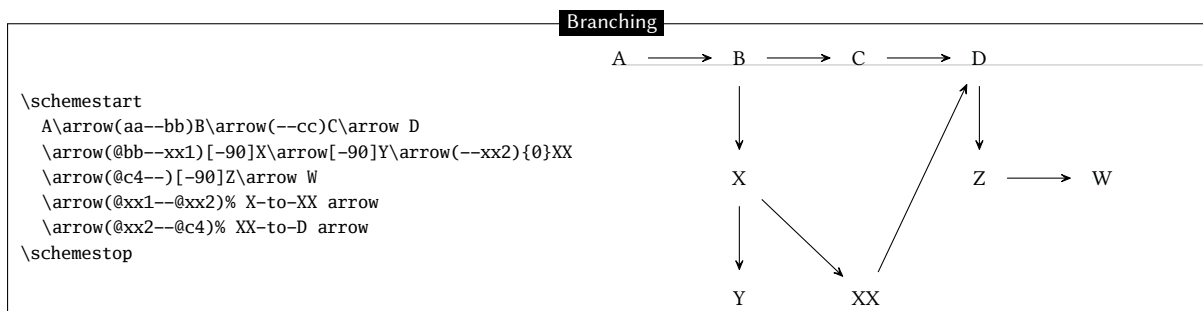 Branching
\schemestart
A\arrow(aa--bb)B\arrow(--cc)C\arrow D
\arrow(@bb--xx1)[-90]X\arrow[-90]Y\arrow(--xx2){0}XX
\arrow(@c4--)[-90]Z\arrow W
\arrow(@xx1--@xx2)% X-to-XX arrow
\arrow(@xx2--@c4)% XX-to-D arrow
\schemestop
A B C D
X Z W
Y XX